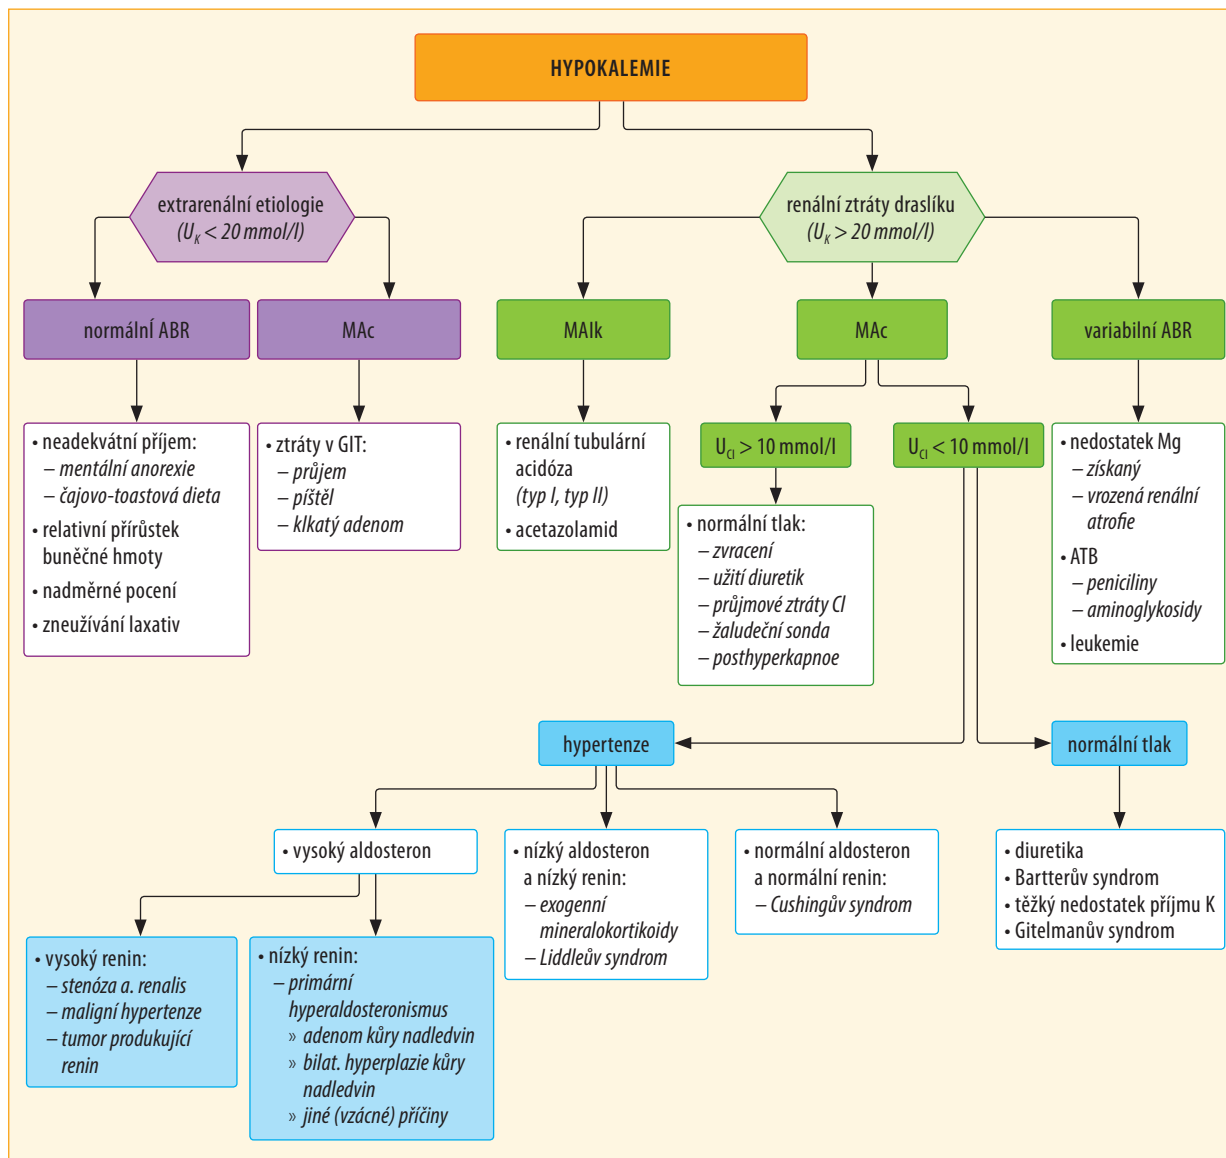 HYPOKALEMIE
extrarenální etiologie
(U_K < 20 mmol/l)
renální ztráty draslíku
(U_K > 20 mmol/l)
normálnÍ ABR
MAc
MAlk
MAc
variabilní ABR
• neadekvátní příjem:
– mentální anorexie
– čajovo-toastová dieta
• relativní přírůstek
buněčné hmoty
• nadměrné pocení
• zneužívání laxativ
• ztráty v GIT:
– průjem
– píštěl
– klkatý adenom
• renální tubulární
acidóza
(typ I, typ II)
• acetazolamid
U_Cl > 10 mmol/l
U_Cl < 10 mmol/l
• nedostatek Mg
– získaný
– vrozená renální
atrofie
• ATB
– peniciliny
– aminoglykosidy
• leukemie
• normální tlak:
– zvracení
– užití diuretik
– průjmové ztráty Cl
– žaludeční sonda
– posthyperkapnoe
hypertenze
normální tlak
• vysoký aldosteron
• nízký aldosteron
a nízký renin:
– exogenní
mineralokortikoidy
– Liddleův syndrom
• normální aldosteron
a normální renin:
– Cushingův syndrom
• diuretika
• Bartterův syndrom
• těžký nedostatek příjmu K
• Gitelmanův syndrom
• vysoký renin:
– stenóza a. renalis
– maligní hypertenze
– tumor produkující
renin
• nízký renin:
– primární
hyperaldosteronismus
» adenom kůry nadledvin
» bilat. hyperplazie kůry
nadledvin
» jiné (vzácné) příčiny